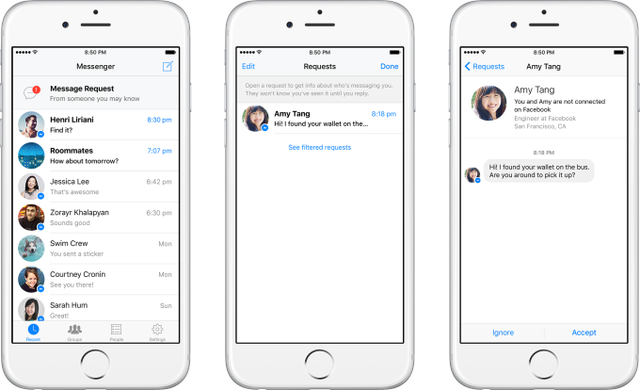 8:50 PM
Messenger
Message Request
From someone you may know
Henri Liriani
8:30 pm
Find it?
Roommates
7:07 pm
How about tomorrow?
Jessica Lee
6:42 pm
That's awesome
Zorayr Khalapyan
6:30 pm
Sounds good
Swim Crew
Mon
You sent a sticker
Courtney Cronin
Mon
See you there!
Sarah Hum
Sun
Great!
Recent
Groups
People
Settings
8:50 PM
Edit
Requests
Done
Open a request to get info about who's messaging you.
They won't know you've seen it until you reply.
Amy Tang
8:18 pm
Hi! I found your wallet on the...
See filtered requests
8:50 PM
Requests
Amy Tang
Amy Tang
You and Amy are not connected
on Facebook
Engineer at Facebook
San Francisco, CA
8:18 PM
Hi! I found your wallet on the bus.
Are you around to pick it up?
Ignore
Accept